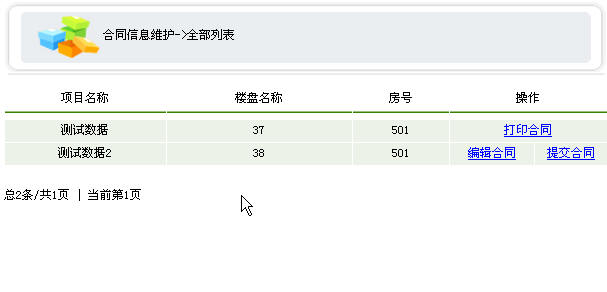 合同信息维护->全部列表
项目名称 楼盘名称 房号 操作
测试数据 37 501 打印合同
测试数据2 38 501 编辑合同 提交合同
总2条/共1页 | 当前第1页